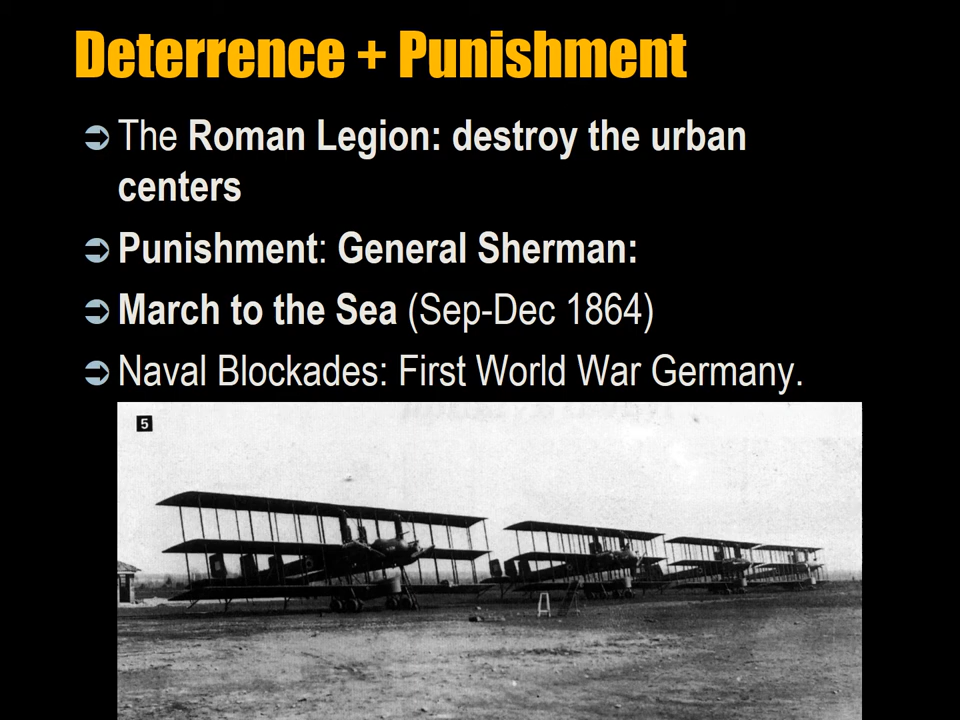 Deterrence + Punishment
The Roman Legion: destroy the urban
centers
Punishment: General Sherman:
March to the Sea (Sep-Dec 1864)
Naval Blockades: First World War Germany.
5